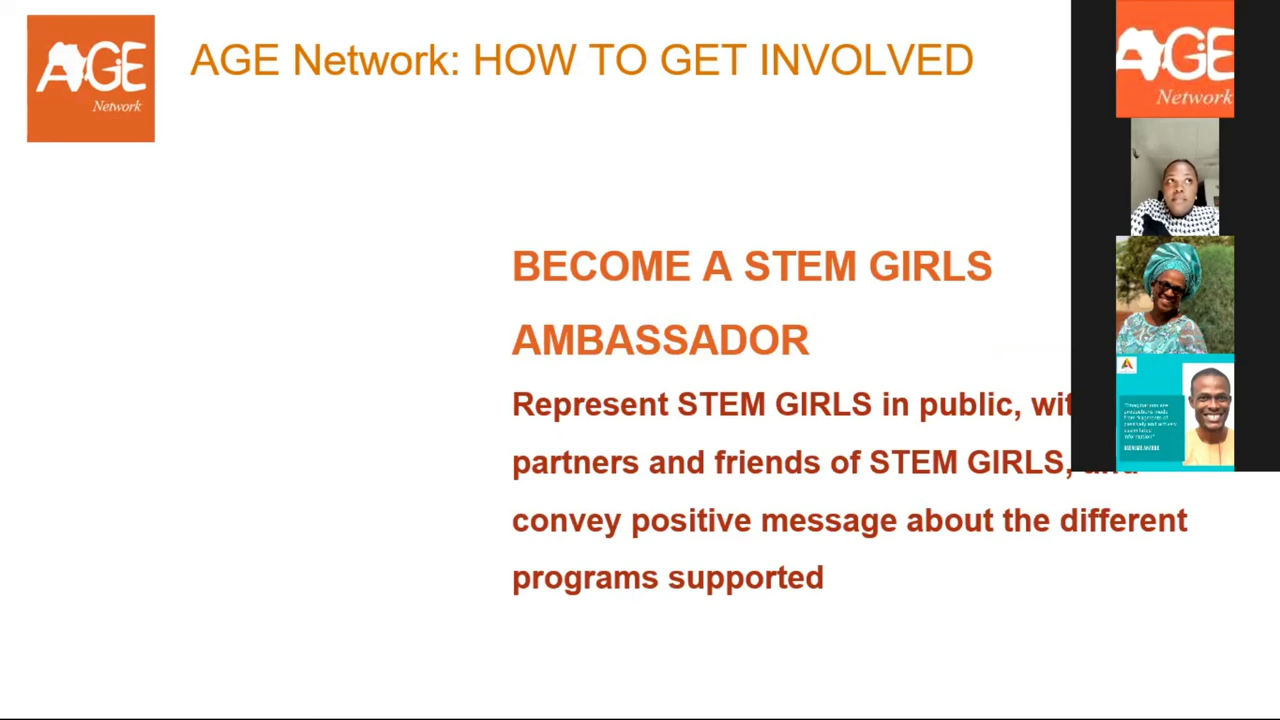 AGE
Network
AGE Network: HOW TO GET INVOLVED
BECOME A STEM GIRLS
AMBASSADOR
Represent STEM GIRLS in public,
partners and friends of STEM GIRLS, and
convey positive message about the different
programs supported
AGE
Network